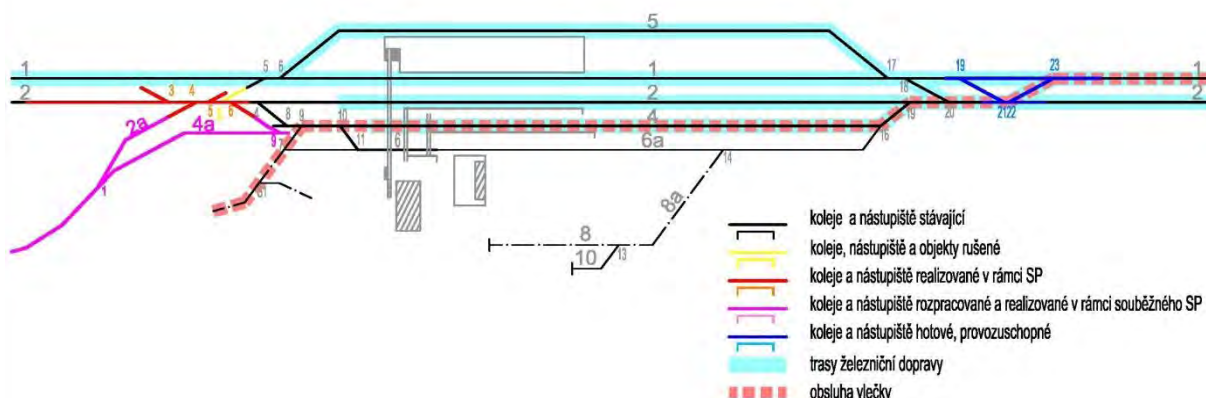 5
1 5 6 1 17 19 23 1
3 4 18
2 5 6 2 19 20 2122 2
2a 4a 4 8 9 10 4
9 7 11 6 6a 14 16
1
8a
8
10 13
koleje a nástupiště stávající
koleje, nástupiště a objekty rušené
koleje a nástupiště realizované v rámci SP
koleje a nástupiště rozpracované a realizované v rámci souběžného SP
koleje a nástupiště hotové, provozuschopné
trasy železniční dopravy
obsluha vlečky